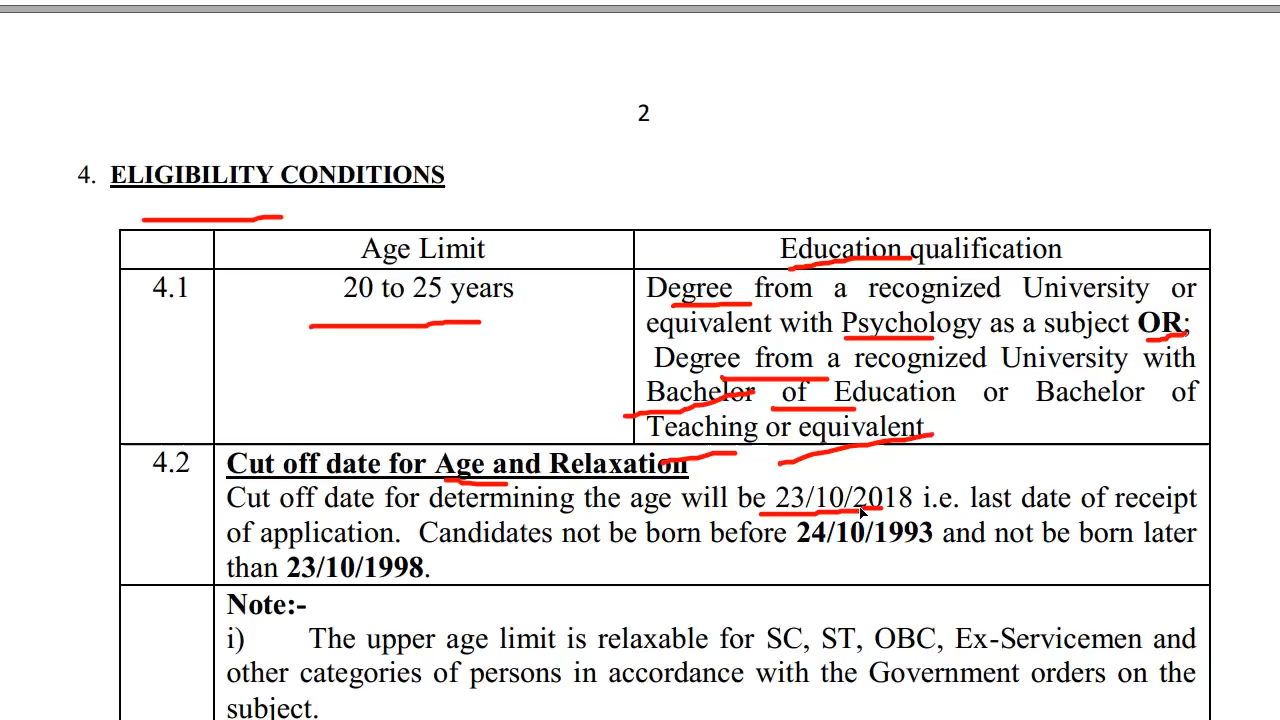 2
4. ELIGIBILITY CONDITIONS
Age Limit
Education qualification
4.1
20 to 25 years
Degree from a recognized University or
equivalent with Psychology as a subject OR;
Degree from a recognized University with
Bachelor of Education or Bachelor of
Teaching or equivalent
4.2
Cut off date for Age and Relaxation
Cut off date for determining the age will be 23/10/2018 i.e. last date of receipt
of application. Candidates not be born before 24/10/1993 and not be born later
than 23/10/1998.
Note:-
i) The upper age limit is relaxable for SC, ST, OBC, Ex-Servicemen and
other categories of persons in accordance with the Government orders on the
subject.